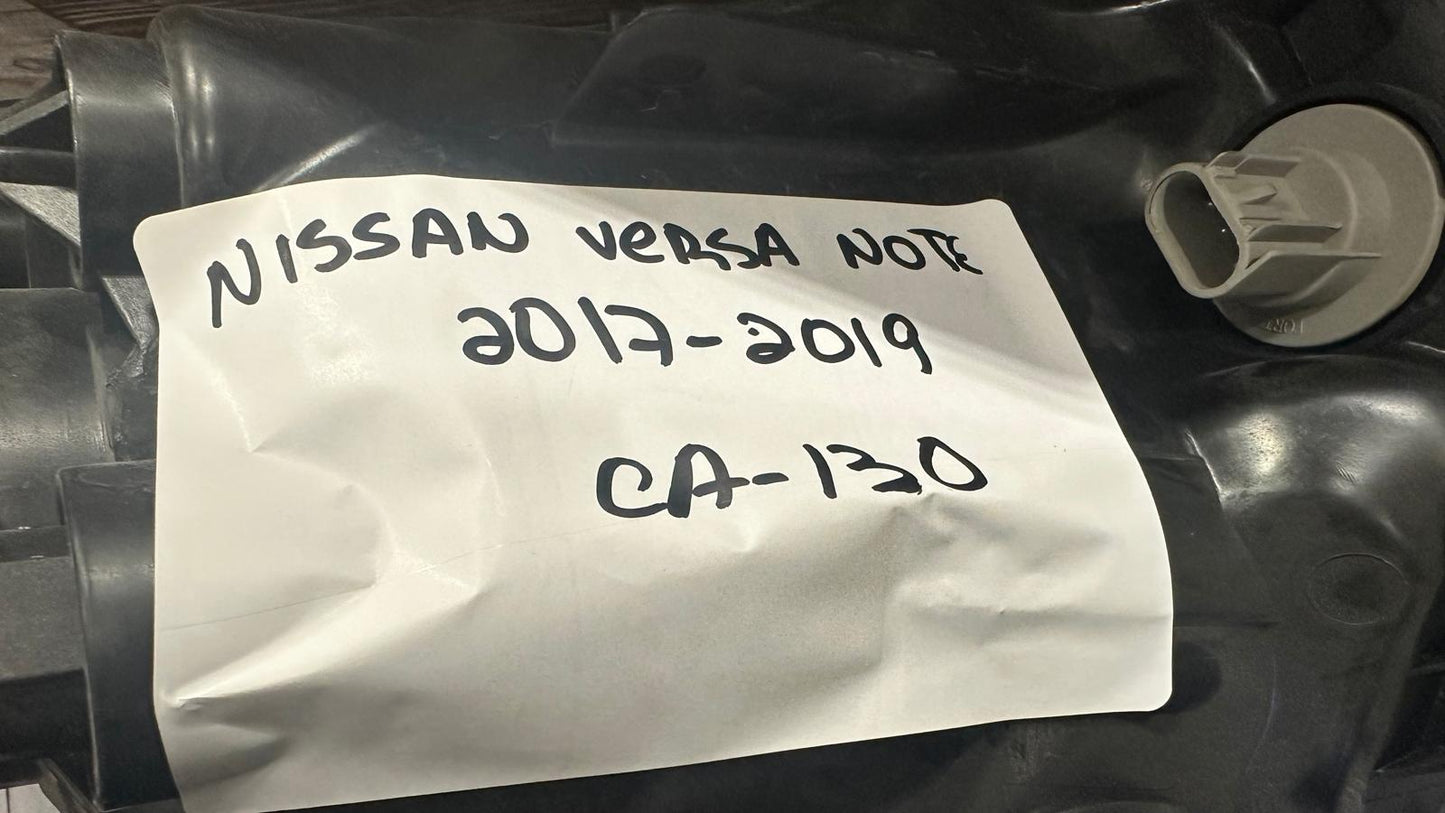 NISSAN VERSA NOTE
2017-2019
CA-130